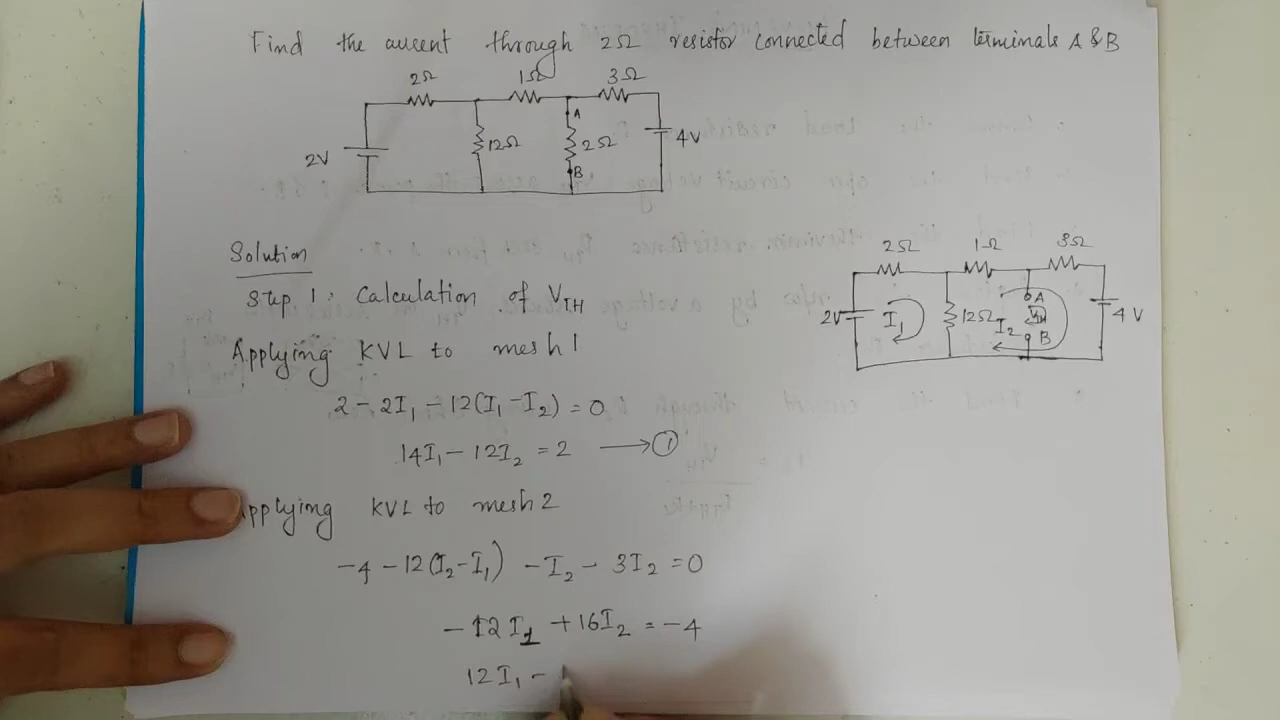 Find the current through 2Ω resistor connected between terminals A & B
2Ω 1Ω 3Ω
2V 12Ω A 2Ω B 4V
Solution
Step 1: Calculation of V_TH
Applying KVL to mesh 1
2 - 2I₁ - 12(I₁ - I₂) = 0
14I₁ - 12I₂ = 2 → ①
Applying KVL to mesh 2
-4 - 12(I₂ - I₁) - I₂ - 3I₂ = 0
-12I₁ + 16I₂ = -4
12I₁ -
2Ω 1Ω 3Ω
2V I₁ 12Ω I₂ A V_TH B 4V